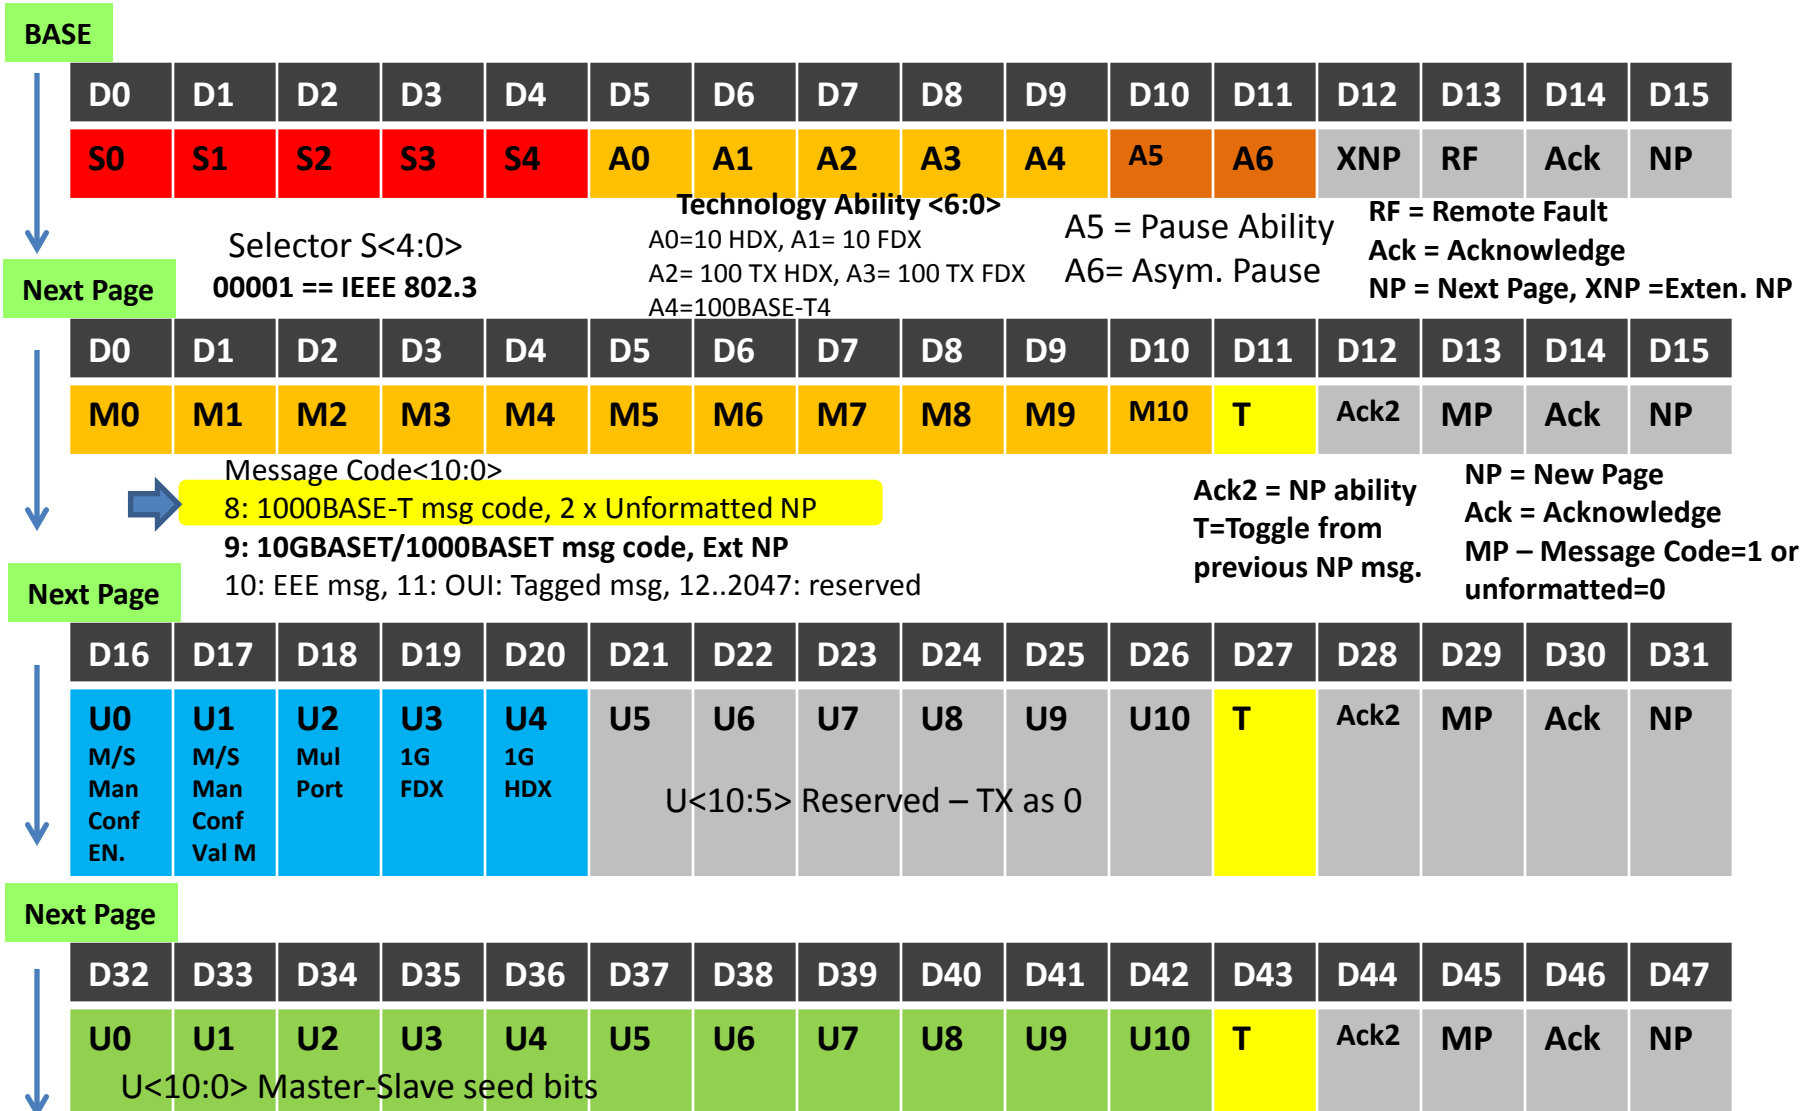 BASE
D0 D1 D2 D3 D4 D5 D6 D7 D8 D9 D10 D11 D12 D13 D14 D15
S0 S1 S2 S3 S4 A0 A1 A2 A3 A4 A5 A6 XNP RF Ack NP
Selector S<4:0>
00001 == IEEE 802.3
Technology Ability <6:0>
A0=10 HDX, A1= 10 FDX
A2= 100 TX HDX, A3= 100 TX FDX
A4=100BASE-T4
A5 = Pause Ability
A6= Asym. Pause
RF = Remote Fault
Ack = Acknowledge
NP = Next Page, XNP =Exten. NP
Next Page
D0 D1 D2 D3 D4 D5 D6 D7 D8 D9 D10 D11 D12 D13 D14 D15
M0 M1 M2 M3 M4 M5 M6 M7 M8 M9 M10 T Ack2 MP Ack NP
Message Code<10:0>
8: 1000BASE-T msg code, 2 x Unformatted NP
9: 10GBASET/1000BASET msg code, Ext NP
10: EEE msg, 11: OUI: Tagged msg, 12..2047: reserved
Ack2 = NP ability
T=Toggle from
previous NP msg.
NP = New Page
Ack = Acknowledge
MP – Message Code=1 or
unformatted=0
Next Page
D16 D17 D18 D19 D20 D21 D22 D23 D24 D25 D26 D27 D28 D29 D30 D31
U0 U1 U2 U3 U4 U5 U6 U7 U8 U9 U10 T Ack2 MP Ack NP
M/S M/S Mul 1G 1G
Man Man Port FDX HDX
Conf Conf
EN. Val M
U<10:5> Reserved – TX as 0
Next Page
D32 D33 D34 D35 D36 D37 D38 D39 D40 D41 D42 D43 D44 D45 D46 D47
U0 U1 U2 U3 U4 U5 U6 U7 U8 U9 U10 T Ack2 MP Ack NP
U<10:0> Master-Slave seed bits